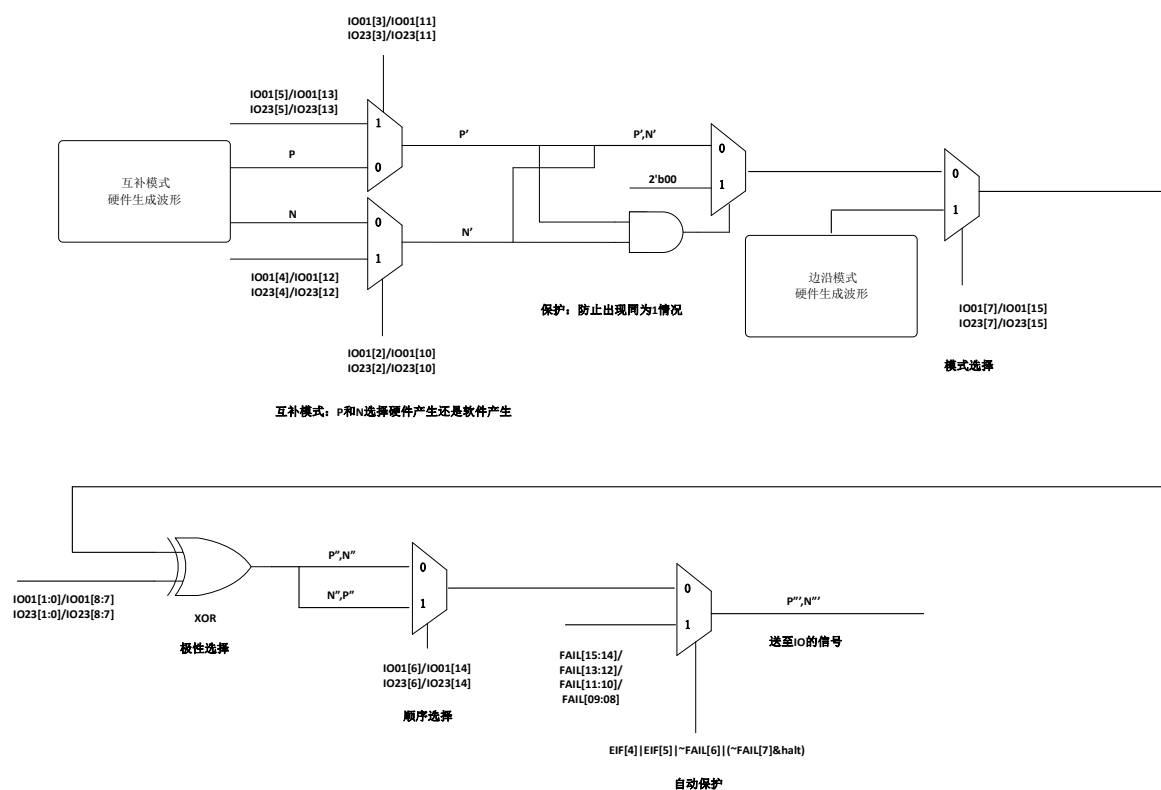 IO01[3]/IO01[11]
IO23[3]/IO23[11]
IO01[5]/IO01[13]
IO23[5]/IO23[13]
1
P
0
P'
互补模式
硬件生成波形
N
0
1
N'
IO01[4]/IO01[12]
IO23[4]/IO23[12]
IO01[2]/IO01[10]
IO23[2]/IO23[10]
互补模式：P和N选择硬件产生还是软件产生
P',N'
2'b00
0
1
保护：防止出现同为1情况
0
1
边沿模式
硬件生成波形
IO01[7]/IO01[15]
IO23[7]/IO23[15]
模式选择
IO01[1:0]/IO01[8:7]
IO23[1:0]/IO23[8:7]
XOR
极性选择
P'',N''
N'',P''
0
1
IO01[6]/IO01[14]
IO23[6]/IO23[14]
顺序选择
0
1
FAIL[15:14]/
FAIL[13:12]/
FAIL[11:10]/
FAIL[09:08]
P''',N'''
送至IO的信号
EIF[4]||EIF[5]||~FAIL[6]||(~FAIL[7]&halt)
自动保护